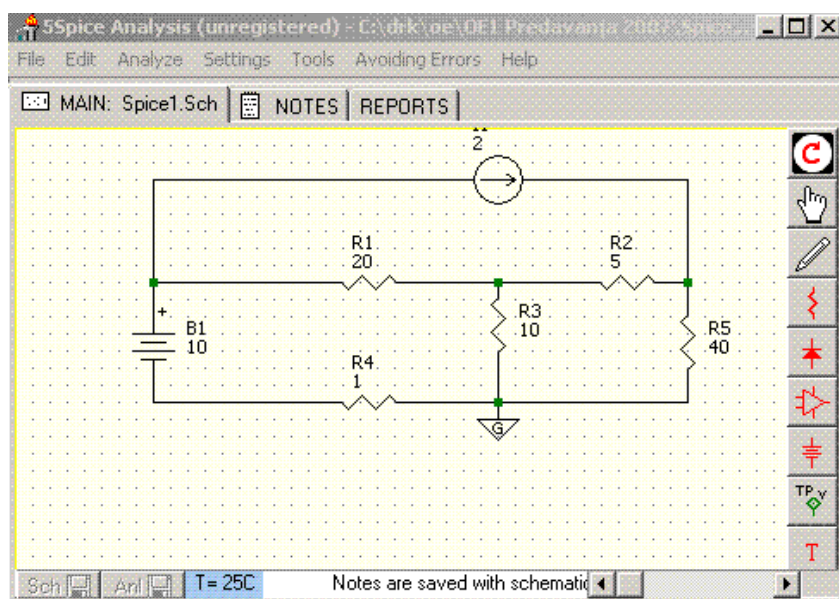 5Spice Analysis (unregistered) - C:\drk\oe\OE1 Predavanja 2007\
File Edit Analyze Settings Tools Avoiding Errors Help
MAIN: Spice1.Sch NOTES REPORTS
2
R1
20
R2
5
+
B1
10
R3
10
R5
40
R4
1
G
TP V
T
Sch Anl T= 25C Notes are saved with schematic